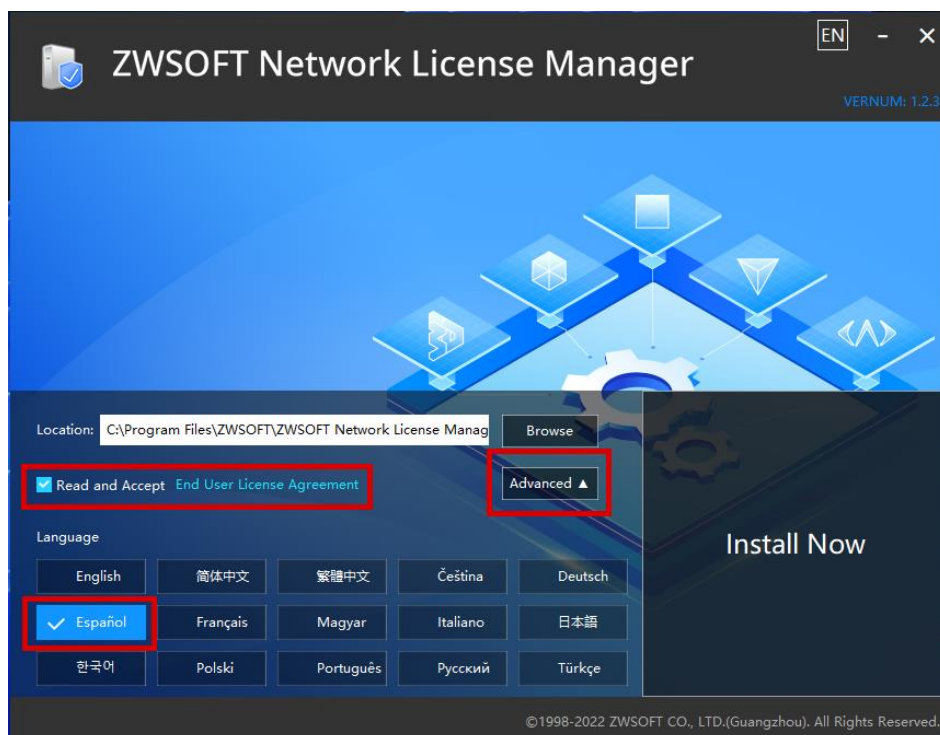 EN
ZWSOFT Network License Manager
VERNUM: 1.2.3
Location: C:\Program Files\ZWSOFT\ZWSOFT Network License Manag Browse
Read and Accept End User License Agreement Advanced ▲
Language
Install Now
English 简体中文 繁體中文 Čeština Deutsch
Español Français Magyar Italiano 日本語
한국어 Polski Português Русский Türkçe
©1998-2022 ZWSOFT CO., LTD.(Guangzhou). All Rights Reserved.